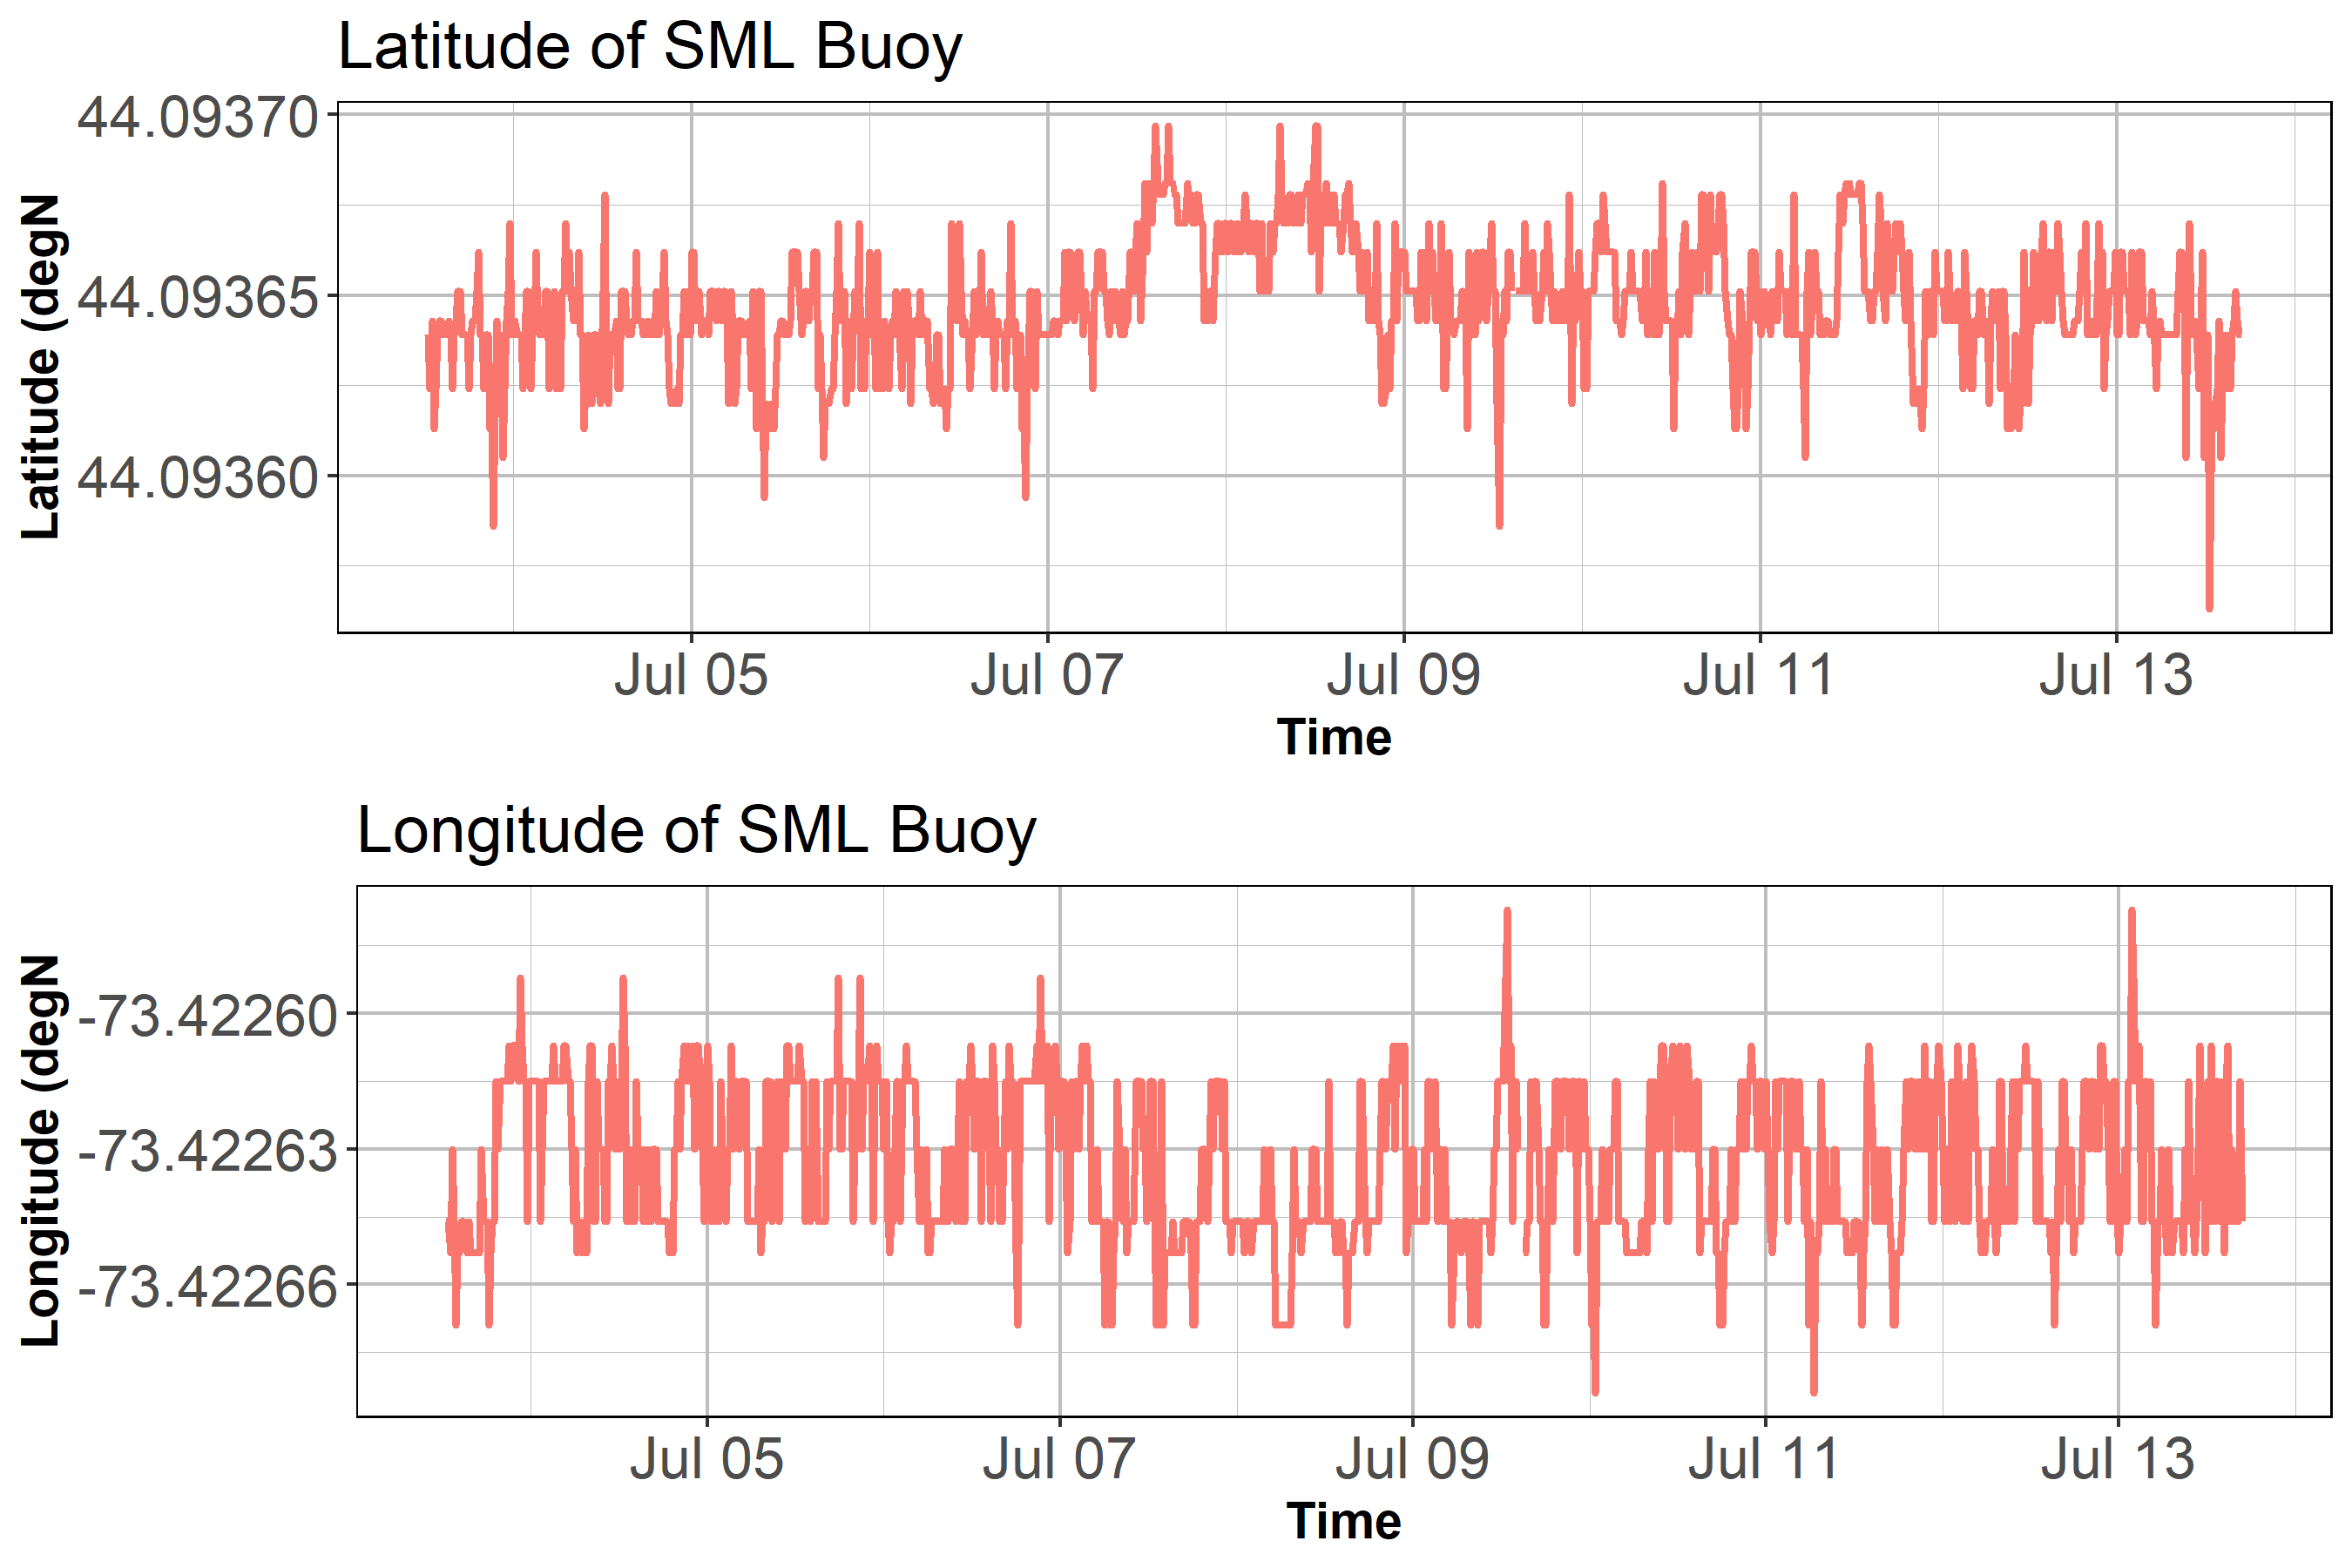 Latitude of SML Buoy
Latitude (degN
44.09370
44.09365
44.09360
Jul 05 Jul 07 Jul 09 Jul 11 Jul 13
Time
Longitude of SML Buoy
Longitude (degN
-73.42260
-73.42263
-73.42266
Jul 05 Jul 07 Jul 09 Jul 11 Jul 13
Time